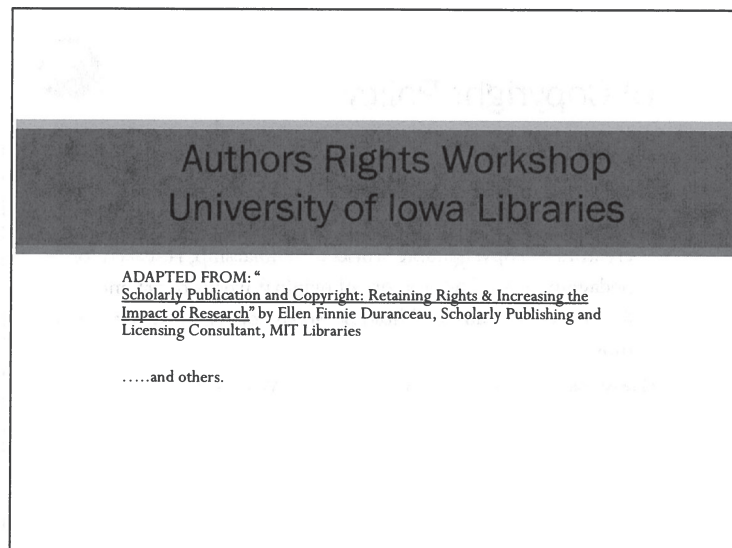 Authors Rights Workshop
University of Iowa Libraries
ADAPTED FROM: “
Scholarly Publication and Copyright: Retaining Rights & Increasing the
Impact of Research” by Ellen Finnie Duranceau, Scholarly Publishing and
Licensing Consultant, MIT Libraries
.....and others.